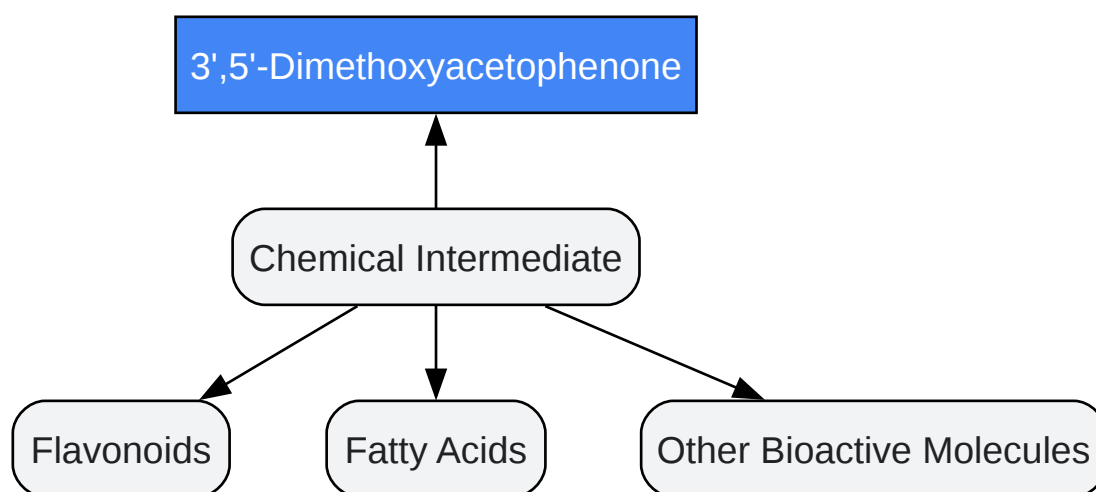 3',5'-Dimethoxyacetophenone
Chemical Intermediate
Flavonoids
Fatty Acids
Other Bioactive Molecules